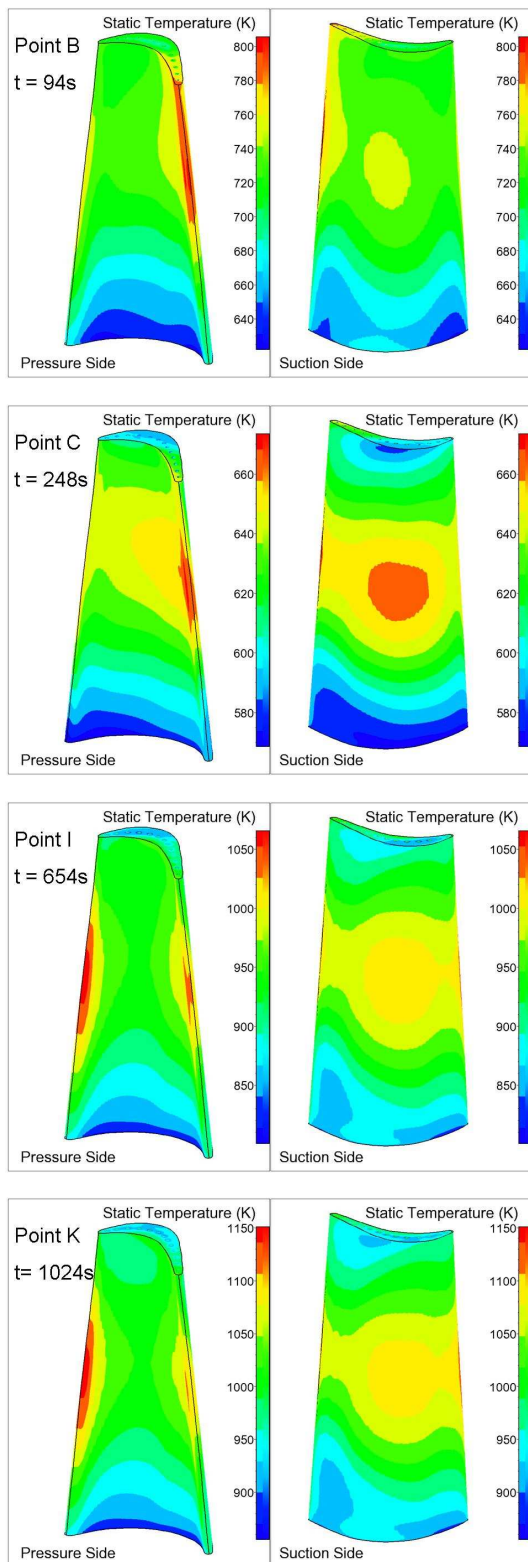 Static Temperature (K)
Static Temperature (K)
Point B
t = 94s
800
780
760
740
720
700
680
660
640
800
780
760
740
720
700
680
660
640
Pressure Side
Suction Side
Static Temperature (K)
Static Temperature (K)
Point C
t = 248s
660
640
620
600
580
660
640
620
600
580
Pressure Side
Suction Side
Static Temperature (K)
Static Temperature (K)
Point I
t = 654s
1050
1000
950
900
850
1050
1000
950
900
850
Pressure Side
Suction Side
Static Temperature (K)
Static Temperature (K)
Point K
t= 1024s
1150
1100
1050
1000
950
900
1150
1100
1050
1000
950
900
Pressure Side
Suction Side